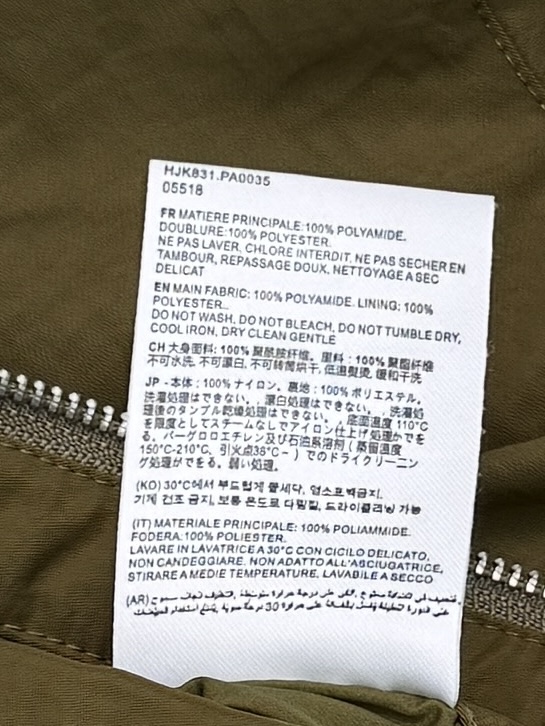 HJK831.PA0035
05518
FR MATIERE PRINCIPALE:100% POLYAMIDE.
DOUBLURE:100% POLYESTER.
NE PAS LAVER, CHLORE INTERDIT, NE PAS SECHER EN
TAMBOUR, REPASSAGE DOUX, NETTOYAGE A SEC
DELICAT
EN MAIN FABRIC: 100% POLYAMIDE. LINING: 100%
POLYESTER..
DO NOT WASH, DO NOT BLEACH, DO NOT TUMBLE DRY,
COOL IRON, DRY CLEAN GENTLE
CH 大身面料: 100% 聚酰胺纤维。里料：100% 聚酯纤维
不可水洗, 不可漂白, 不可转筒烘干, 低温熨烫, 缓和干洗
JP - 本体 : 100% ナイロン。裏地 : 100% ポリエステル。
洗濯処理はできない。漂白処理はできない。. 洗濯処
理後のタンブル乾燥処理はできない。. 底面温度 110°C
を限度としてスチームなしでアイロン仕上げ処理ができ
る。パークロロエチレン及び石油系溶剤（蒸留温度
150°C-210°C, 引火点38°C～）でのドライクリーニン
グ処理ができる。弱い処理。
(KO) 30°C에서 부드럽게 물세탁, 염소표백금지,
기계 건조 금지, 보통 온도로 다림질, 드라이클리닝 가능
(IT) MATERIALE PRINCIPALE: 100% POLIAMMIDE.
FODERA:100% POLIESTER.
LAVARE IN LAVATRICE A 30°C CON CICILO DELICATO,
NON CANDEGGIARE. NON ADATTO ALL'ASCIUGATRICE,
STIRARE A MEDIE TEMPERATURE, LAVABILE A SECCO
(AR)